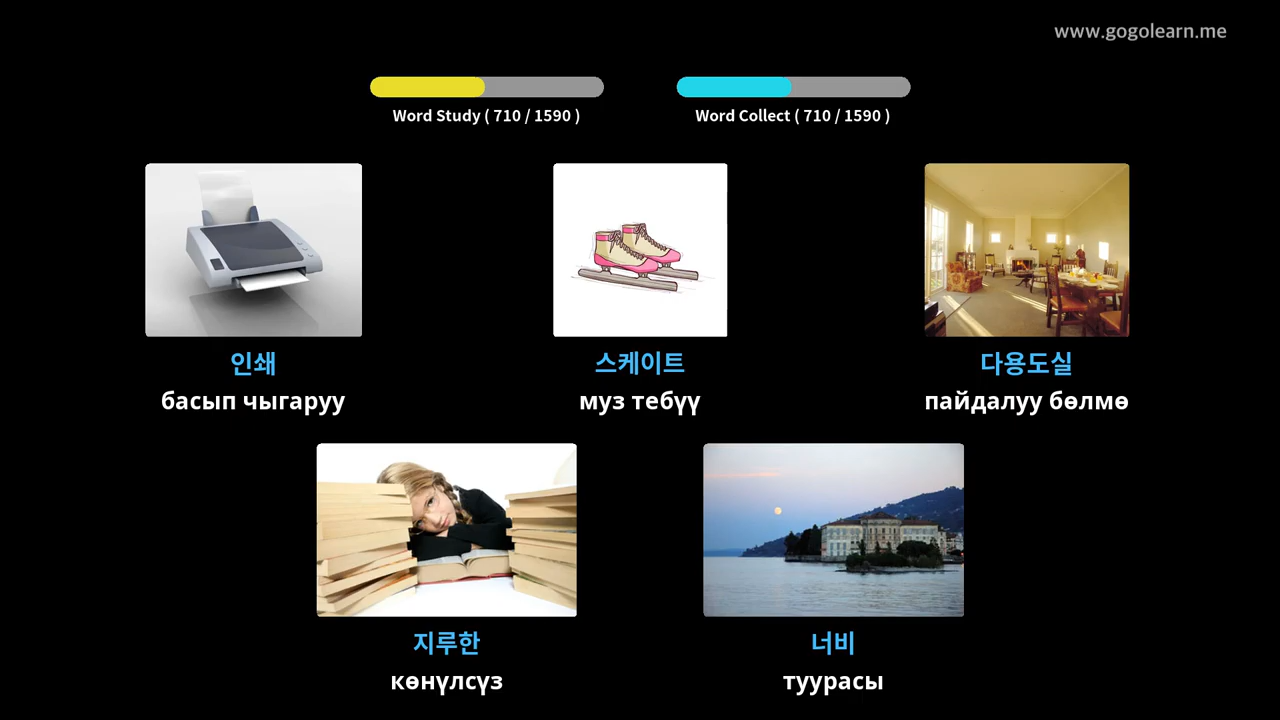 www.gogolearn.me
Word Study ( 710 / 1590 )
Word Collect ( 710 / 1590 )
인쇄
басып чыгаруу
스케이트
муз тебүү
다용도실
пайдалуу бөлмө
지루한
көнүлсүз
너비
туурасы